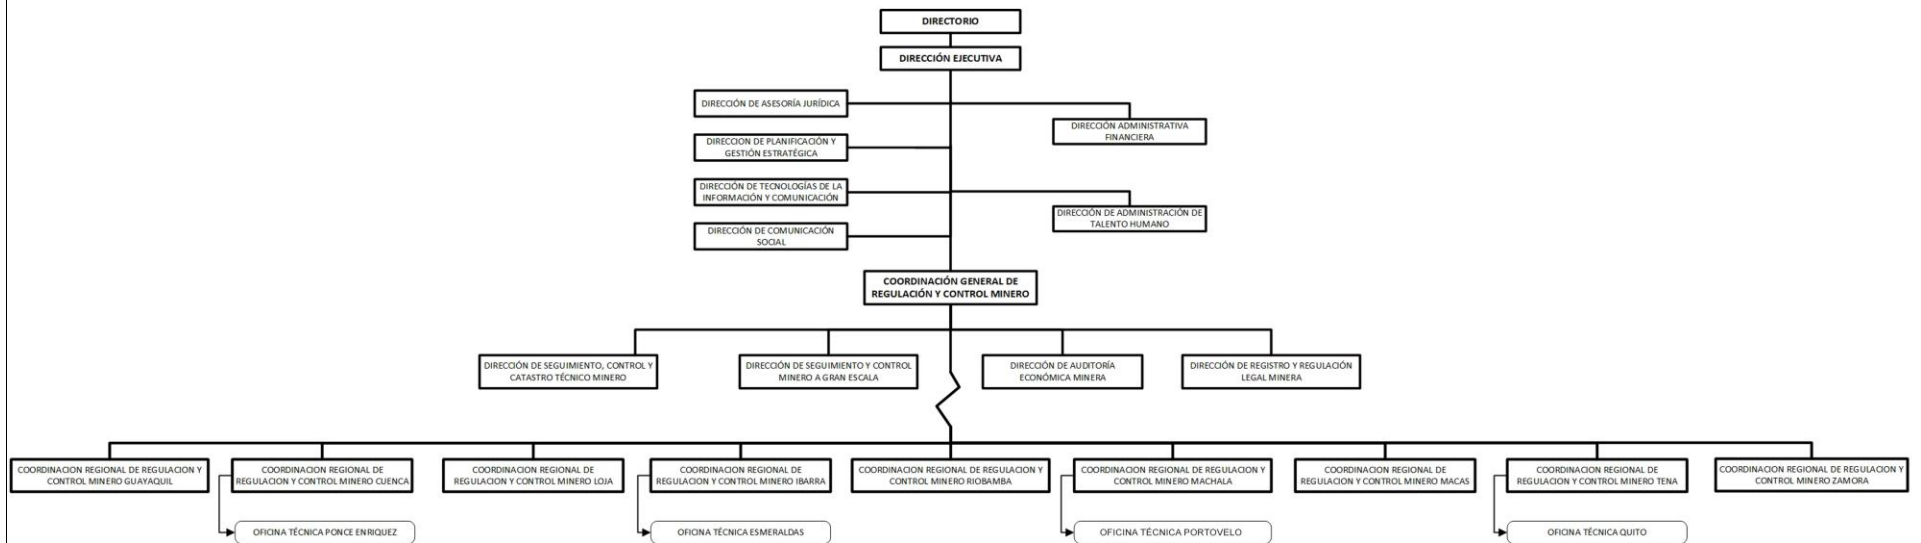 DIRECTORIO
DIRECCIÓN EJECUTIVA
DIRECCIÓN DE ASESORÍA JURÍDICA
DIRECCIÓN ADMINISTRATIVA
FINANCIERA
DIRECCION DE PLANIFICACIÓN Y
GESTIÓN ESTRATÉGICA
DIRECCIÓN DE TECNOLOGÍAS DE LA
INFORMACIÓN Y COMUNICACIÓN
DIRECCIÓN DE ADMINISTRACIÓN DE
TALENTO HUMANO
DIRECCIÓN DE COMUNICACIÓN
SOCIAL
COORDINACIÓN GENERAL DE
REGULACIÓN Y CONTROL MINERO
DIRECCIÓN DE SEGUIMIENTO, CONTROL Y
CATASTRO TÉCNICO MINERO
DIRECCIÓN DE SEGUIMIENTO Y CONTROL
MINERO A GRAN ESCALA
DIRECCIÓN DE AUDITORÍA
ECONÓMICA MINERA
DIRECCIÓN DE REGISTRO Y REGULACIÓN
LEGAL MINERA
COORDINACION REGIONAL DE REGULACION Y
CONTROL MINERO GUAYAQUIL
COORDINACION REGIONAL DE
REGULACION Y CONTROL MINERO CUENCA
COORDINACION REGIONAL DE
REGULACION Y CONTROL MINERO LOJA
COORDINACION REGIONAL DE
REGULACION Y CONTROL MINERO IBARRA
COORDINACION REGIONAL DE REGULACION Y
CONTROL MINERO RIOBAMBA
COORDINACION REGIONAL DE REGULACION Y
CONTROL MINERO MACHALA
COORDINACION REGIONAL DE
REGULACION Y CONTROL MINERO MACAS
COORDINACION REGIONAL DE
REGULACION Y CONTROL MINERO TENA
COORDINACION REGIONAL DE REGULACION Y
CONTROL MINERO ZAMORA
OFICINA TÉCNICA PONCE ENRIQUEZ
OFICINA TÉCNICA ESMERALDAS
OFICINA TÉCNICA PORTOVELO
OFICINA TÉCNICA QUITO